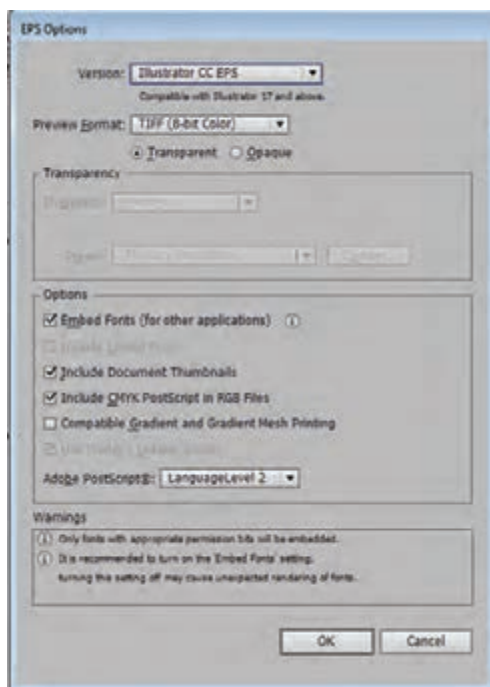 EPS Options
Version: Illustrator CC EPS
Compatible with Illustrator 17 and above.
Preview Format: TIFF (8-bit Color)
Transparent Opaque
Transparency
Options
Embed Fonts (for other applications)
Include Document Thumbnails
Include CMYK PostScript in RGB Files
Compatible Gradient and Gradient Mesh Printing
Adobe PostScript®: LanguageLevel 2
Warnings
Only fonts with appropriate permission bits will be embedded.
It is recommended to turn on the 'Embed Fonts' setting;
turning this setting off may cause unexpected rendering of fonts.
OK Cancel